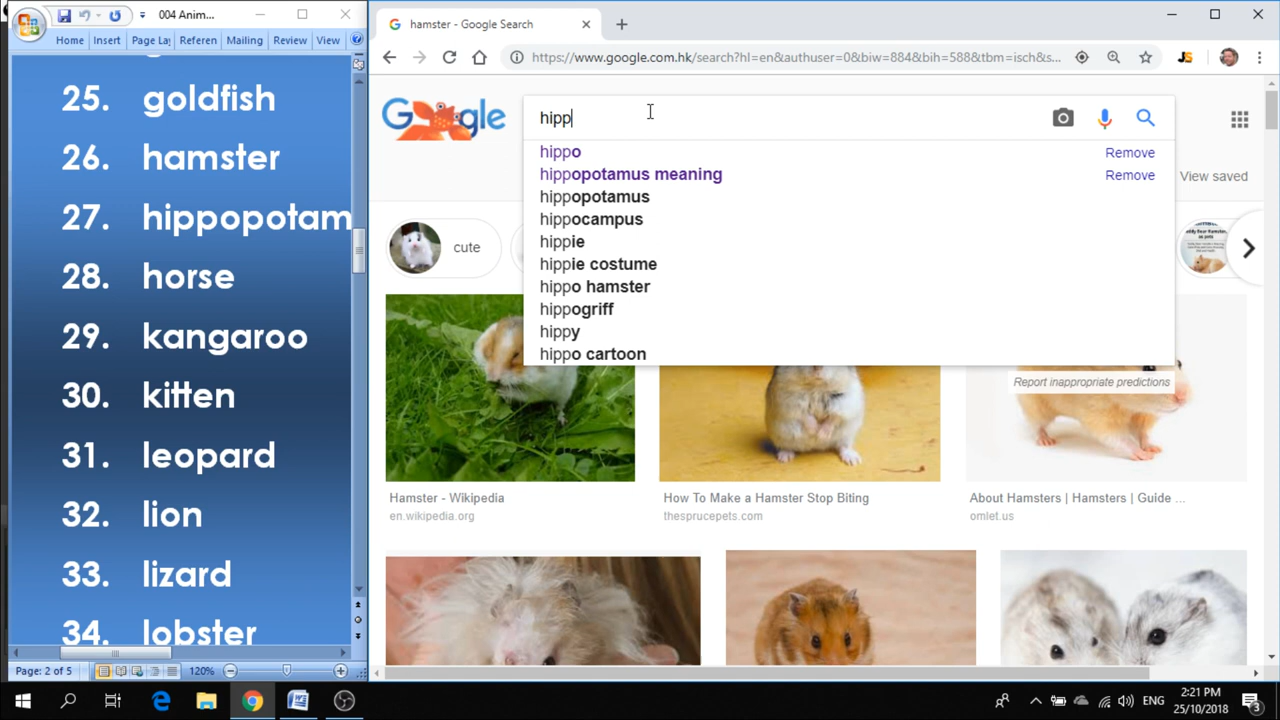 004 Anim...
Home Insert Page Lay Referen Mailing Review View
25. goldfish
26. hamster
27. hippopotam
28. horse
29. kangaroo
30. kitten
31. leopard
32. lion
33. lizard
34. lobster
Page: 2 of 5 120%
hamster - Google Search
https://www.google.com.hk/search?hl=en&authuser=0&biw=884&bih=588&tbm=isch&s...
JS
Google
hipp
hippo Remove
hippopotamus meaning Remove
View saved
hippopotamus
hippocampus
hippie
hippie costume
hippo hamster
hippogriff
hippy
hippo cartoon
Report inappropriate predictions
cute
Hamster - Wikipedia
en.wikipedia.org
How To Make a Hamster Stop Biting
thesprucepets.com
About Hamsters | Hamsters | Guide ...
omlet.us
ENG
2:21 PM
25/10/2018
3